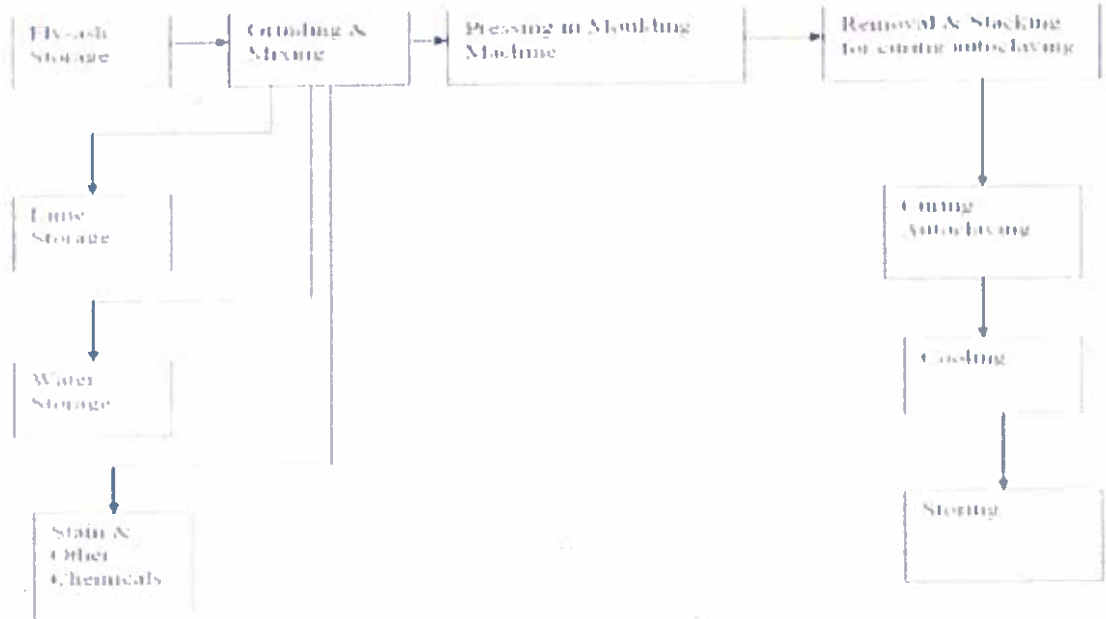 Fly-ash
Storage
Grinding &
Mixing
Pressing in Moulding
Machine
Removal & Stacking
for curing autoclaving
Lime
Storage
Curing
Autoclaving
Water
Storage
Cooling
Stain &
Other
Chemicals
Storing